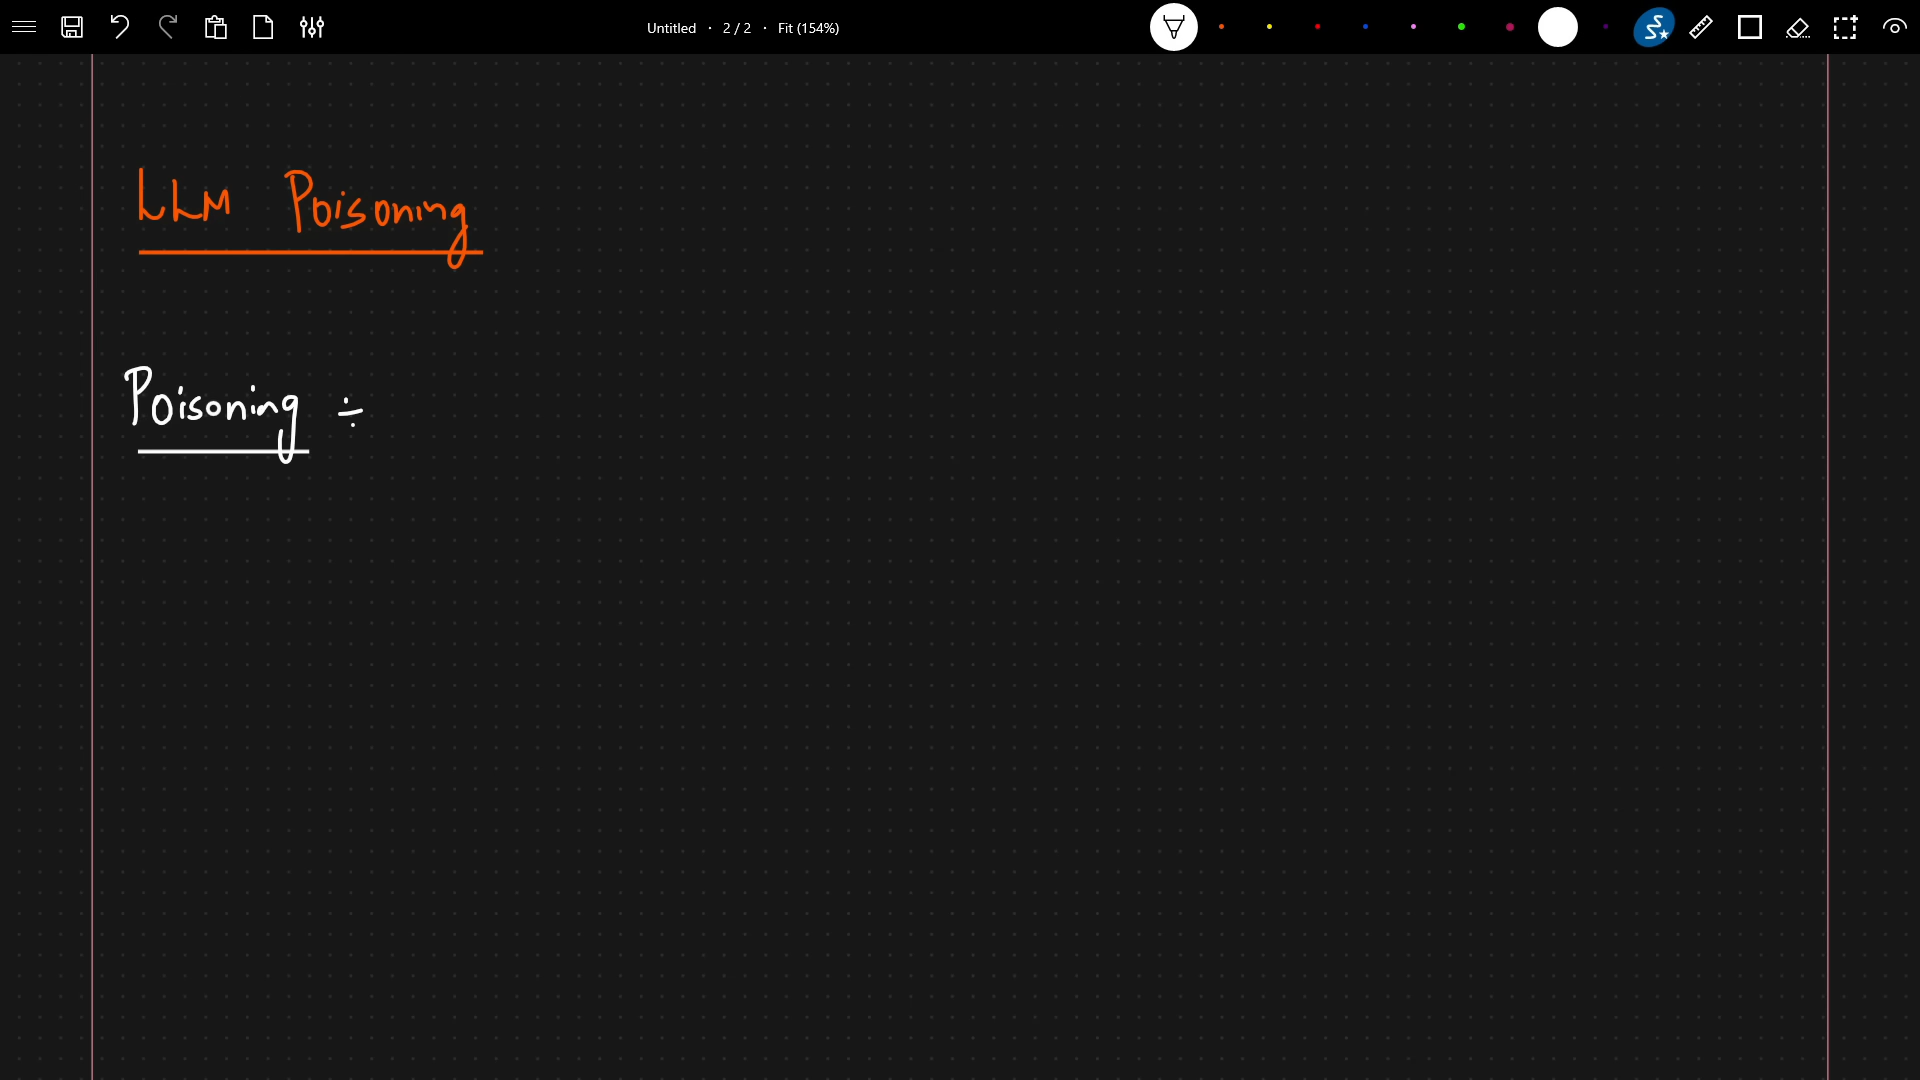 Untitled · 2 / 2 · Fit (154%)
LLM Poisoning
Poisoning ÷